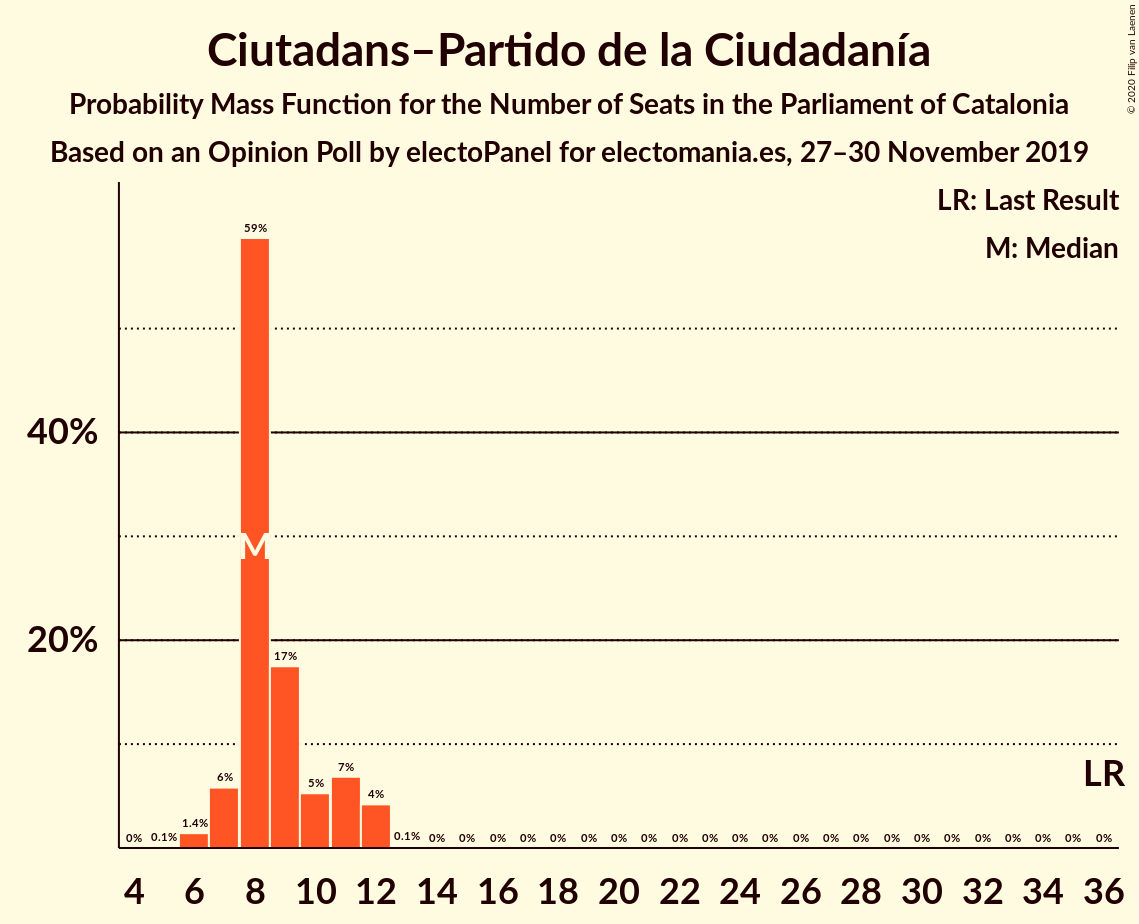 Ciutadans–Partido de la Ciudadanía
Probability Mass Function for the Number of Seats in the Parliament of Catalonia
Based on an Opinion Poll by electoPanel for electomania.es, 27–30 November 2019
© 2020 Filip van Laenen
LR: Last Result
M: Median
59%
40%
M
20%
17%
LR
7%
6%
5%
4%
1.4%
0% 0.1% 0.1% 0% 0% 0% 0% 0% 0% 0% 0% 0% 0% 0% 0% 0% 0% 0% 0% 0% 0% 0% 0% 0% 0%
4 6 8 10 12 14 16 18 20 22 24 26 28 30 32 34 36